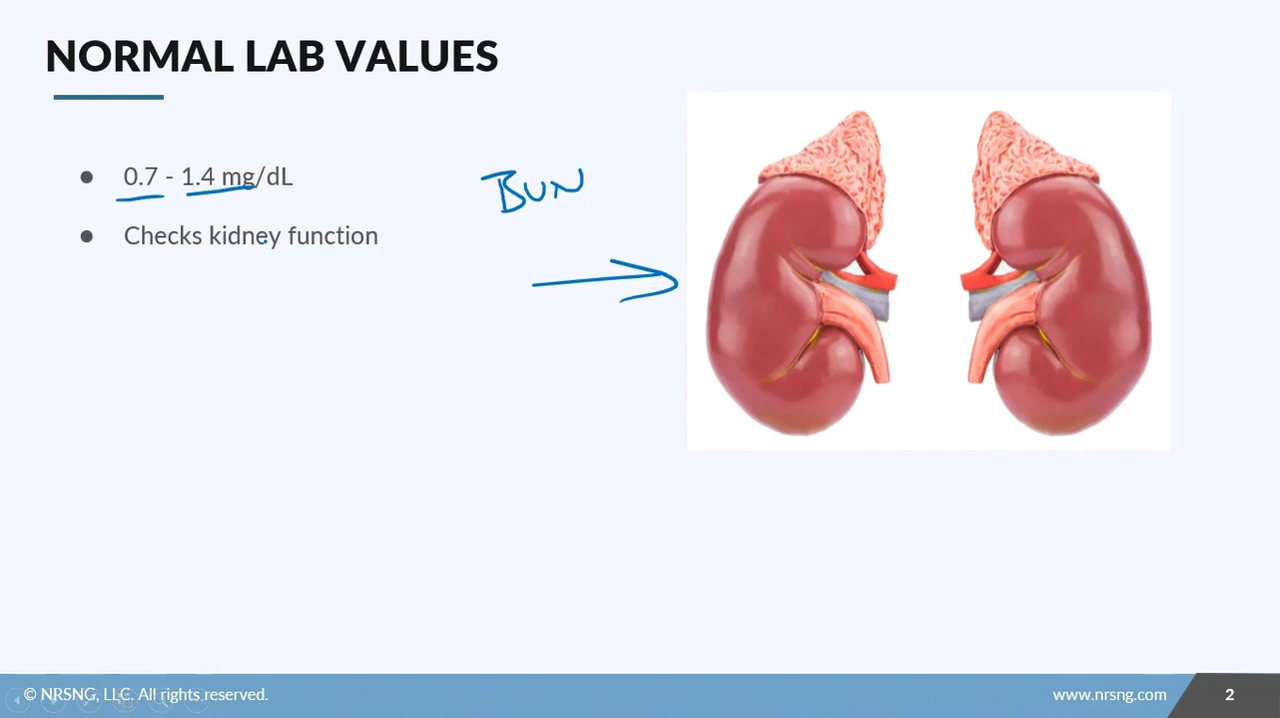 NORMAL LAB VALUES
● 0.7 - 1.4 mg/dL
● Checks kidney function
BUN
© NRSNG, LLC. All rights reserved.
www.nrsng.com
2